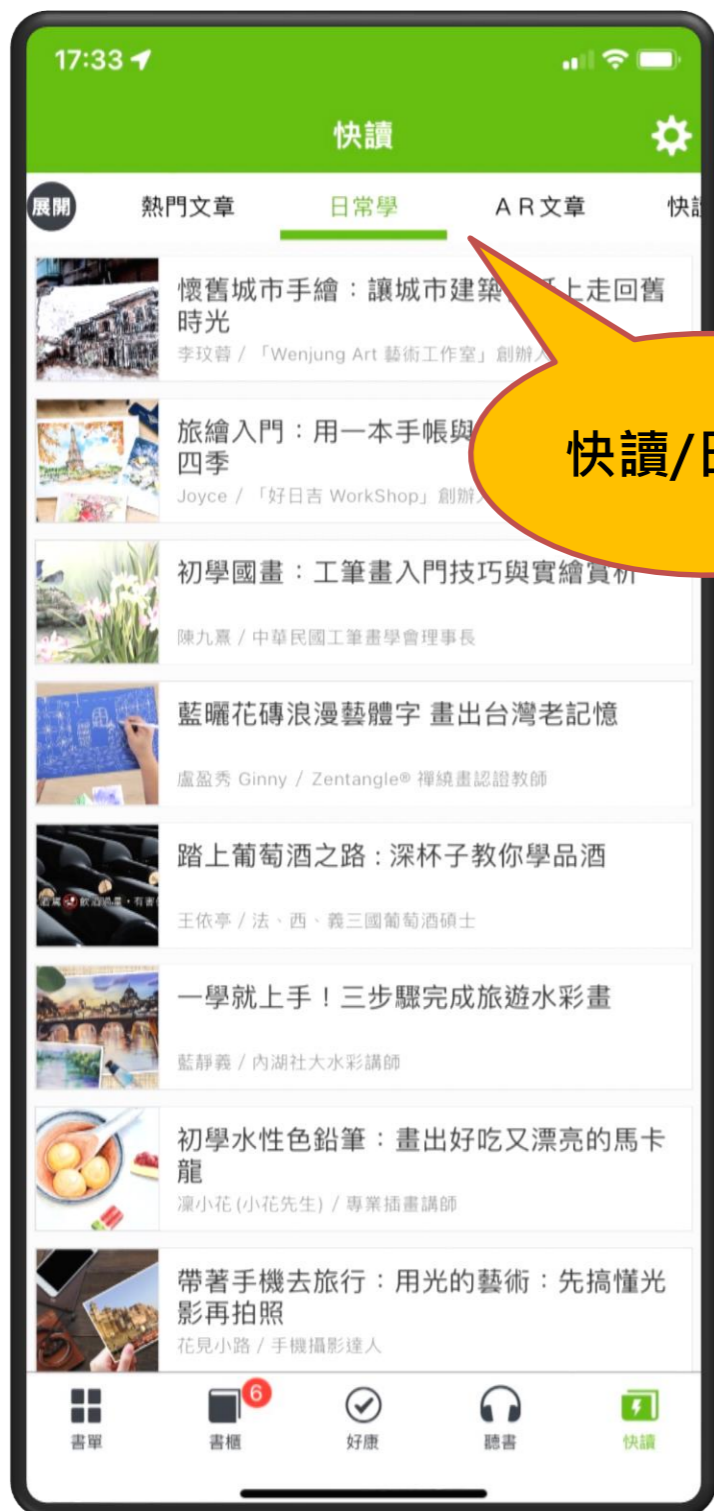 17:33
快讀
展開
熱門文章
日常學
AR文章
快
懷舊城市手繪：讓城市建築
上走回舊
時光
李玟蓉 / 「Wenjung Art 藝術工作室」創辦人
旅繪入門：用一本手帳與
四季
Joyce / 「好日吉 WorkShop」創辦
快讀/日
初學國畫：工筆畫入門技巧與實繪賞析
陳九熹 / 中華民國工筆畫學會理事長
藍曬花磚浪漫藝體字 畫出台灣老記憶
盧盈秀 Ginny / Zentangle® 禪繞畫認證教師
踏上葡萄酒之路 : 深杯子教你學品酒
王依亭 / 法、西、義三國葡萄酒碩士
一學就上手！三步驟完成旅遊水彩畫
藍靜義 / 內湖社大水彩講師
初學水性色鉛筆：畫出好吃又漂亮的馬卡
龍
凜小花 (小花先生) / 專業插畫講師
帶著手機去旅行：用光的藝術：先搞懂光
影再拍照
花見小路 / 手機攝影達人
6
書單
書櫃
好康
聽書
快讀